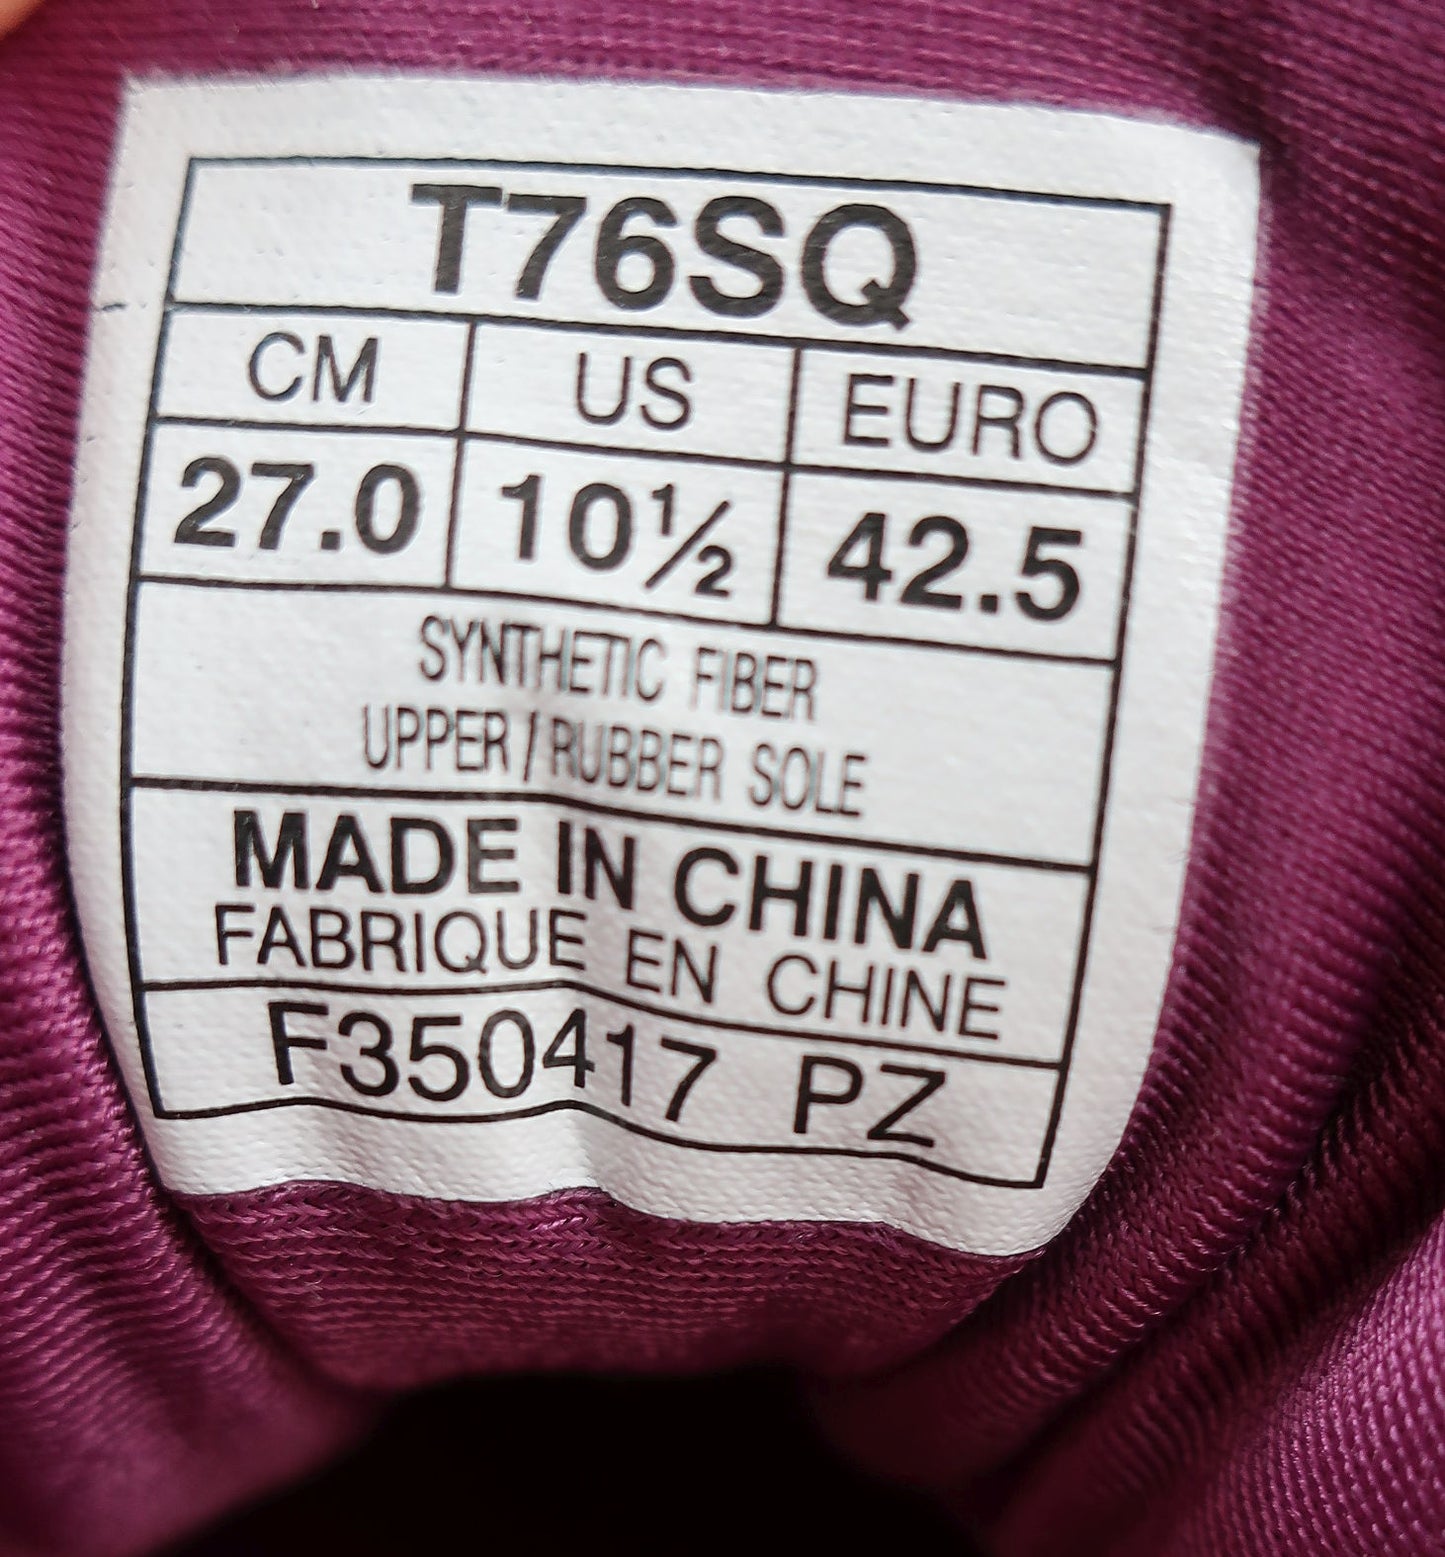 T76SQ
CM US EURO
27.0 10½ 42.5
SYNTHETIC FIBER
UPPER/RUBBER SOLE
MADE IN CHINA
FABRIQUE EN CHINE
F350417 PZ